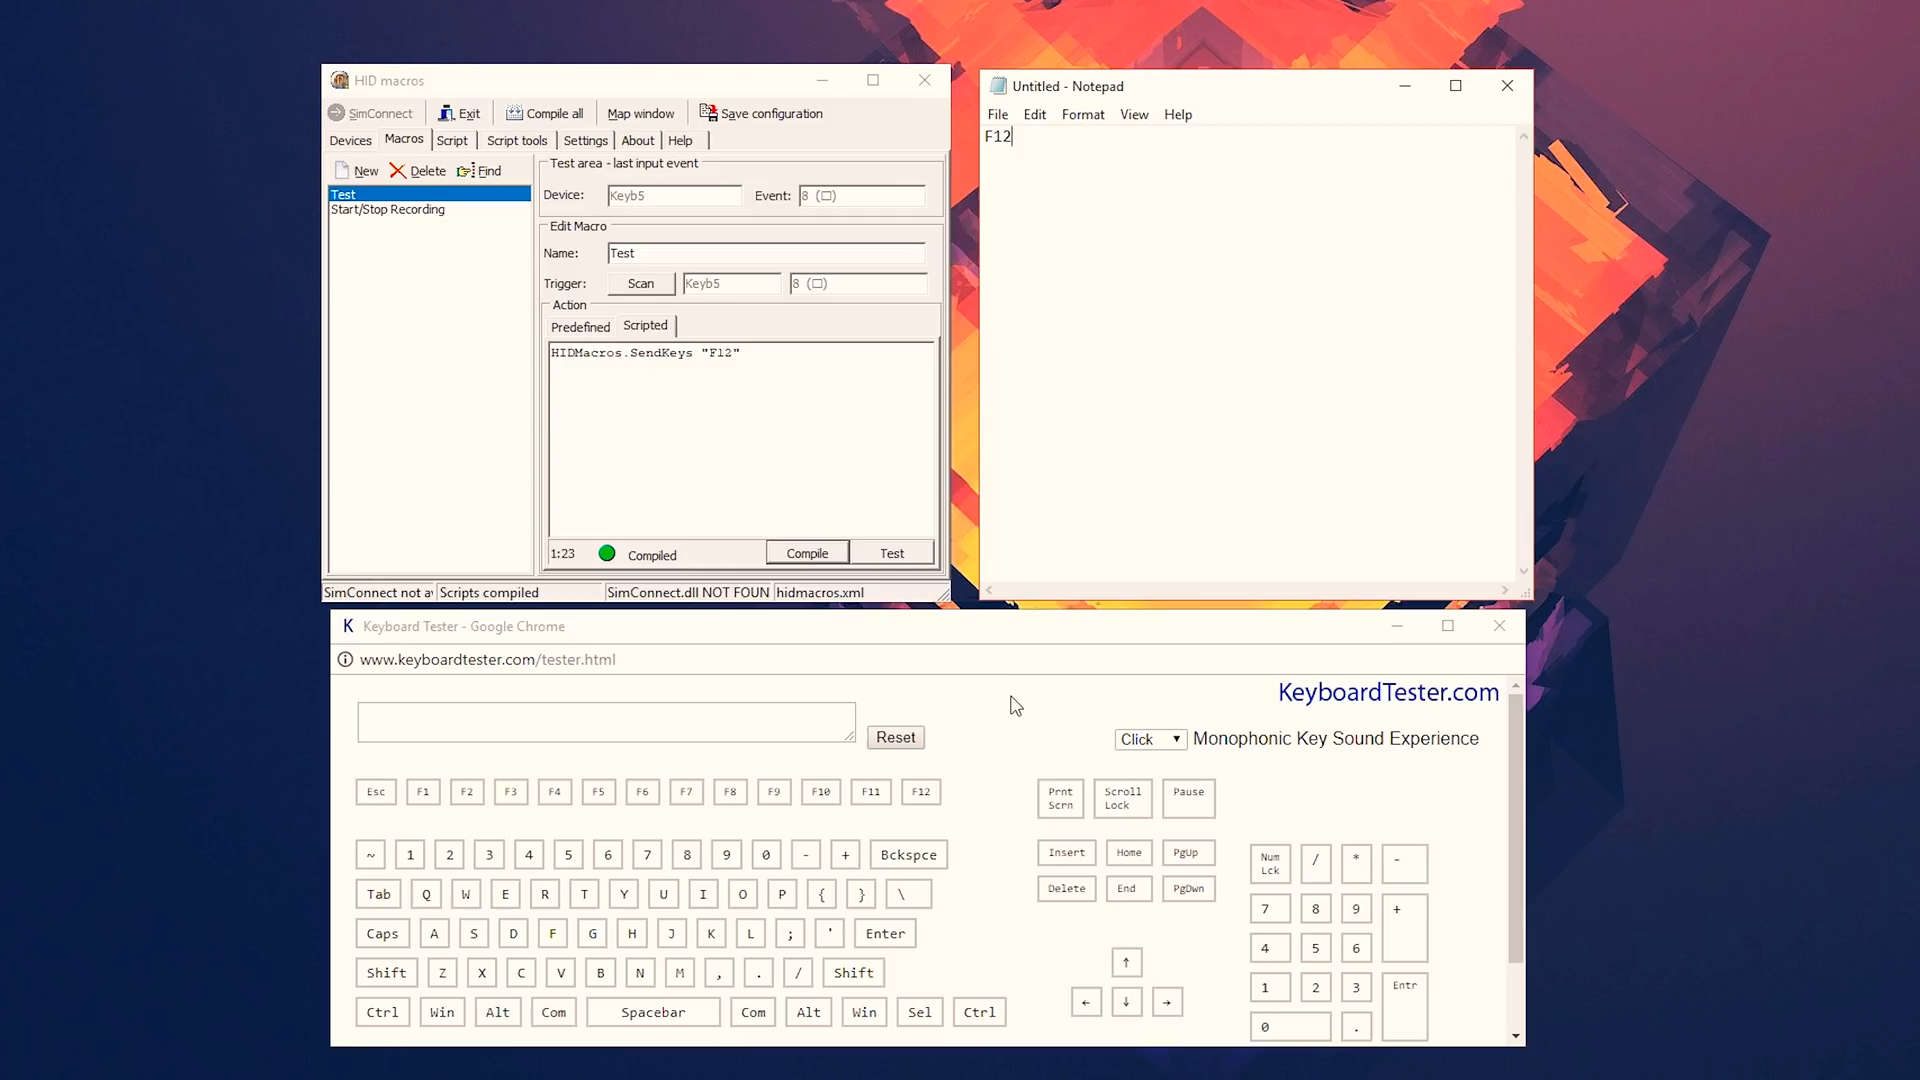 HID macros
SimConnect Exit Compile all Map window Save configuration
Devices Macros Script Script tools Settings About Help
New Delete Find
Test
Start/Stop Recording
Test area - last input event
Device: Keyb5 Event: 8 (□)
Edit Macro
Name: Test
Trigger: Scan Keyb5 8 (□)
Action
Predefined Scripted
HIDMacros.SendKeys "F12"
1:23 Compiled Compile Test
SimConnect not a Scripts compiled SimConnect.dll NOT FOUN hidmacros.xml
Untitled - Notepad
File Edit Format View Help
F12
K Keyboard Tester - Google Chrome
www.keyboardtester.com/tester.html
KeyboardTester.com
Reset
Click Monophonic Key Sound Experience
Esc F1 F2 F3 F4 F5 F6 F7 F8 F9 F10 F11 F12
Prnt Scrn Scroll Lock Pause
~ 1 2 3 4 5 6 7 8 9 0 - + Bckspce
Insert Home PgUp
Num Lck / * -
Tab Q W E R T Y U I O P { } \
Delete End PgDwn
7 8 9 +
Caps A S D F G H J K L ; ' Enter
4 5 6
Shift Z X C V B N M , . / Shift
↑
1 2 3 Entr
Ctrl Win Alt Com Spacebar Com Alt Win Sel Ctrl
← ↓ →
0 .